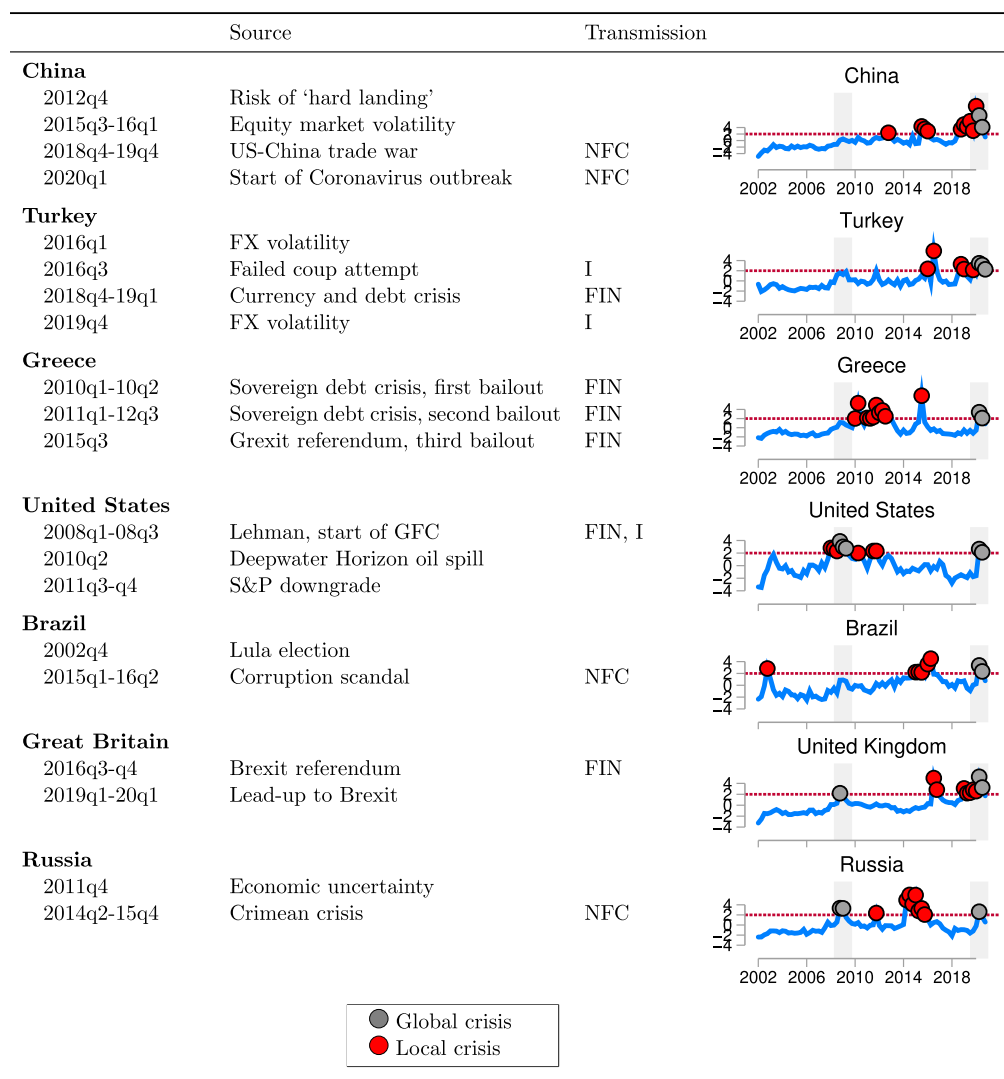 Source Transmission
China
2012q4 Risk of ‘hard landing’
2015q3-16q1 Equity market volatility
2018q4-19q4 US-China trade war NFC
2020q1 Start of Coronavirus outbreak NFC
China
4
2
0
−2
−4
2002 2006 2010 2014 2018
Turkey
2016q1 FX volatility
2016q3 Failed coup attempt I
2018q4-19q1 Currency and debt crisis FIN
2019q4 FX volatility I
Turkey
4
2
0
−2
−4
2002 2006 2010 2014 2018
Greece
2010q1-10q2 Sovereign debt crisis, first bailout FIN
2011q1-12q3 Sovereign debt crisis, second bailout FIN
2015q3 Grexit referendum, third bailout FIN
Greece
4
2
0
−2
−4
2002 2006 2010 2014 2018
United States
2008q1-08q3 Lehman, start of GFC FIN, I
2010q2 Deepwater Horizon oil spill
2011q3-q4 S&P downgrade
United States
4
2
0
−2
−4
Brazil
2002q4 Lula election
2015q1-16q2 Corruption scandal NFC
Brazil
4
2
0
−2
−4
Great Britain
2016q3-q4 Brexit referendum FIN
2019q1-20q1 Lead-up to Brexit
United Kingdom
4
2
0
−2
−4
Russia
2011q4 Economic uncertainty
2014q2-15q4 Crimean crisis NFC
Russia
4
2
0
−2
−4
2002 2006 2010 2014 2018
Global crisis
Local crisis